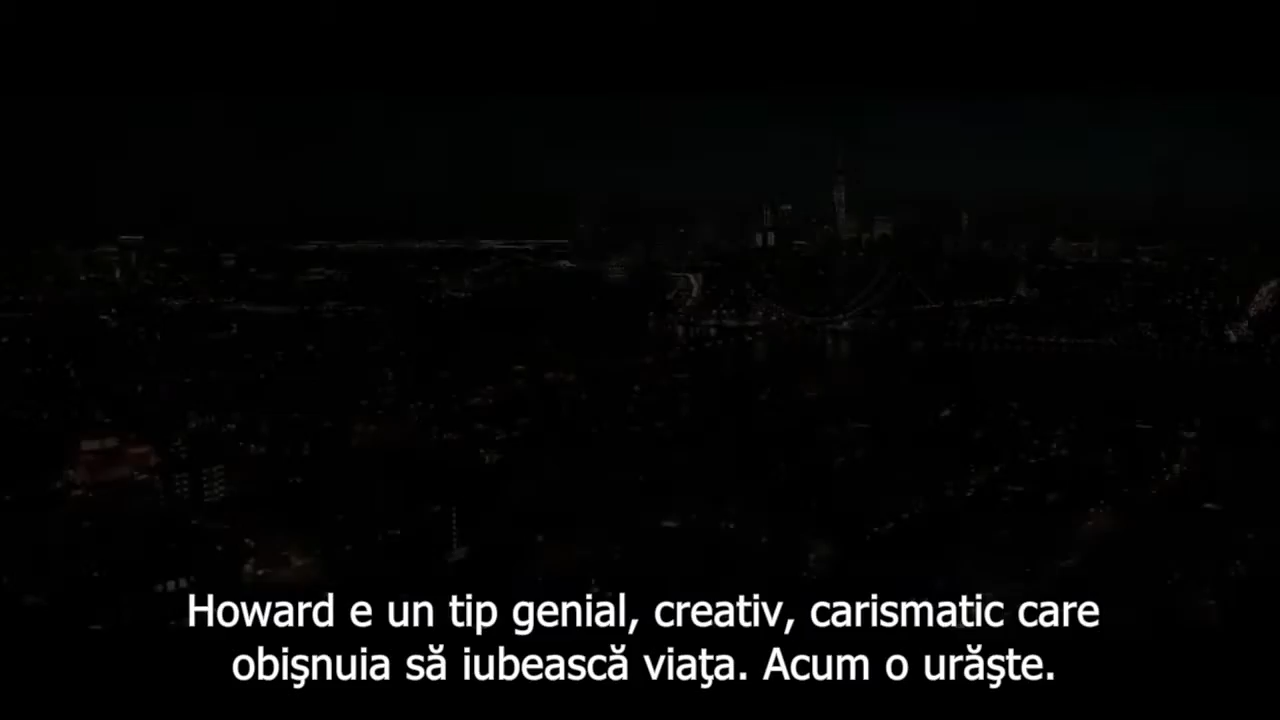 Howard e un tip genial, creativ, carismatic care
obişnuia să iubească viaţa. Acum o urăşte.